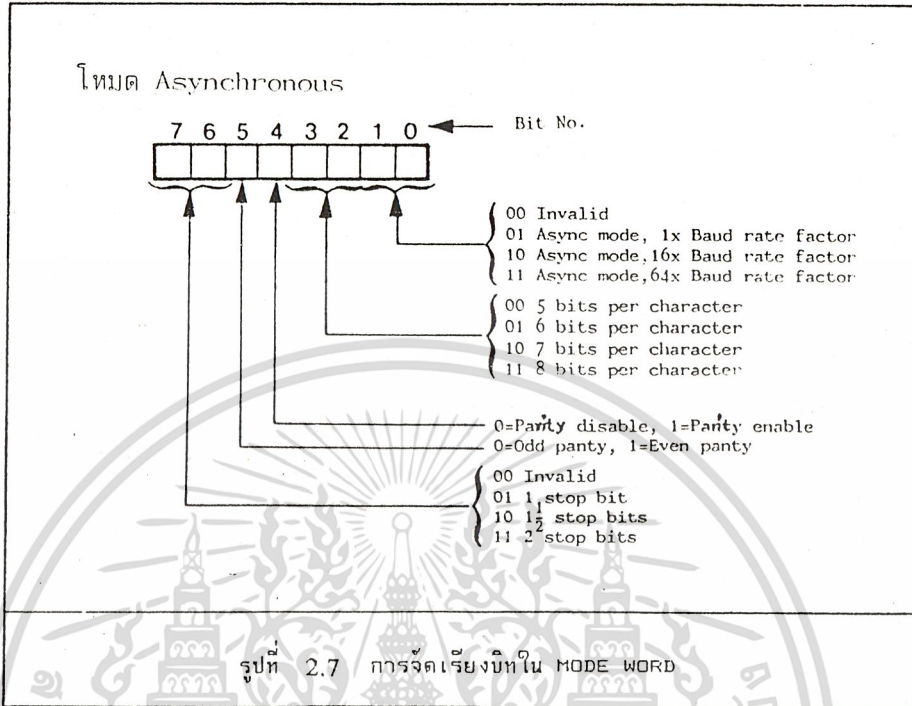 โหมด Asynchronous
7 6 5 4 3 2 1 0 Bit No.
00 Invalid
01 Async mode, 1x Baud rate factor
10 Async mode,16x Baud rate factor
11 Async mode,64x Baud rate factor
00 5 bits per character
01 6 bits per character
10 7 bits per character
11 8 bits per character
0=Parity disable, 1=Parity enable
0=Odd panty, 1=Even panty
00 Invalid
01 1 stop bit
10 1½ stop bits
11 2 stop bits
รูปที่ 2.7 การจัดเรียงบิทใน MODE WORD